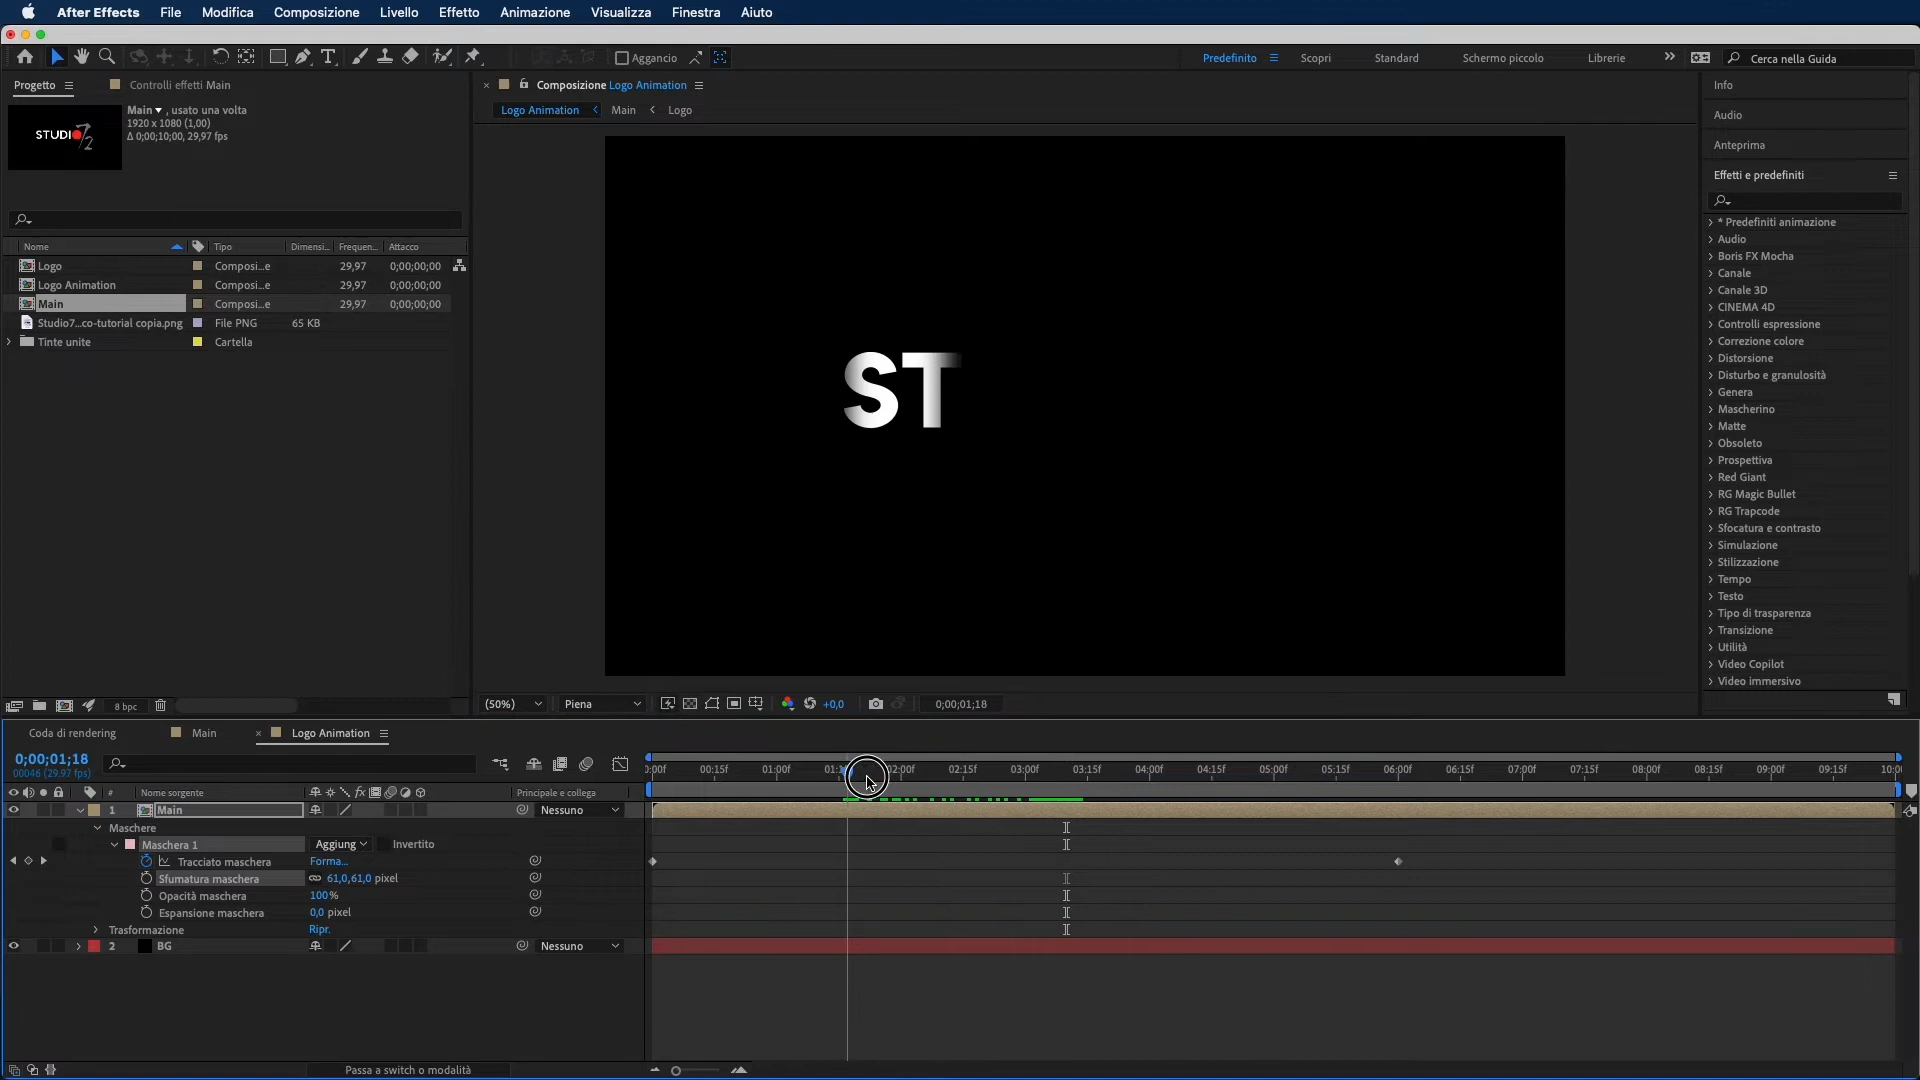 After Effects File Modifica Composizione Livello Effetto Animazione Visualizza Finestra Aiuto
Aggancio Predefinito Scopri Standard Schermo piccolo Librerie Cerca nella Guida
Progetto Controlli effetti Main
Main , usato una volta
1920 x 1080 (1,00)
Δ 0;00;10;00, 29,97 fps
STUDIO72
Composizione Logo Animation
Logo Animation Main Logo
Nome Tipo Dimensi... Frequen... Attacco
Logo Composi...e 29,97 0;00;00;00
Logo Animation Composi...e 29,97 0;00;00;00
Main Composi...e 29,97 0;00;00;00
Studio7...co-tutorial copia.png File PNG 65 KB
Tinte unite Cartella
ST
Info
Audio
Anteprima
Effetti e predefiniti
* Predefiniti animazione
Audio
Boris FX Mocha
Canale
Canale 3D
CINEMA 4D
Controlli espressione
Correzione colore
Distorsione
Disturbo e granulosità
Genera
Mascherino
Matte
Obsoleto
Prospettiva
Red Giant
RG Magic Bullet
RG Trapcode
Sfocatura e contrasto
Simulazione
Stilizzazione
Tempo
Testo
Tipo di trasparenza
Transizione
Utilità
Video Copilot
Video immersivo
8 bpc
(50%) Piena +0,0 0;00;01;18
Coda di rendering Main Logo Animation
0;00;01;18
00046 (29.97 fps)
0:00f 00:15f 01:00f 02:00f 02:15f 03:00f 03:15f 04:00f 04:15f 05:00f 05:15f 06:00f 06:15f 07:00f 07:15f 08:00f 08:15f 09:00f 09:15f 10:0
# Nome sorgente fx Principale e collega
1 Main Nessuno
Maschere
Maschera 1 Aggiung Invertito
Tracciato maschera Forma...
Sfumatura maschera 61,0,61,0 pixel
Opacità maschera 100%
Espansione maschera 0,0 pixel
Trasformazione Ripr.
2 BG Nessuno
Passa a switch o modalità